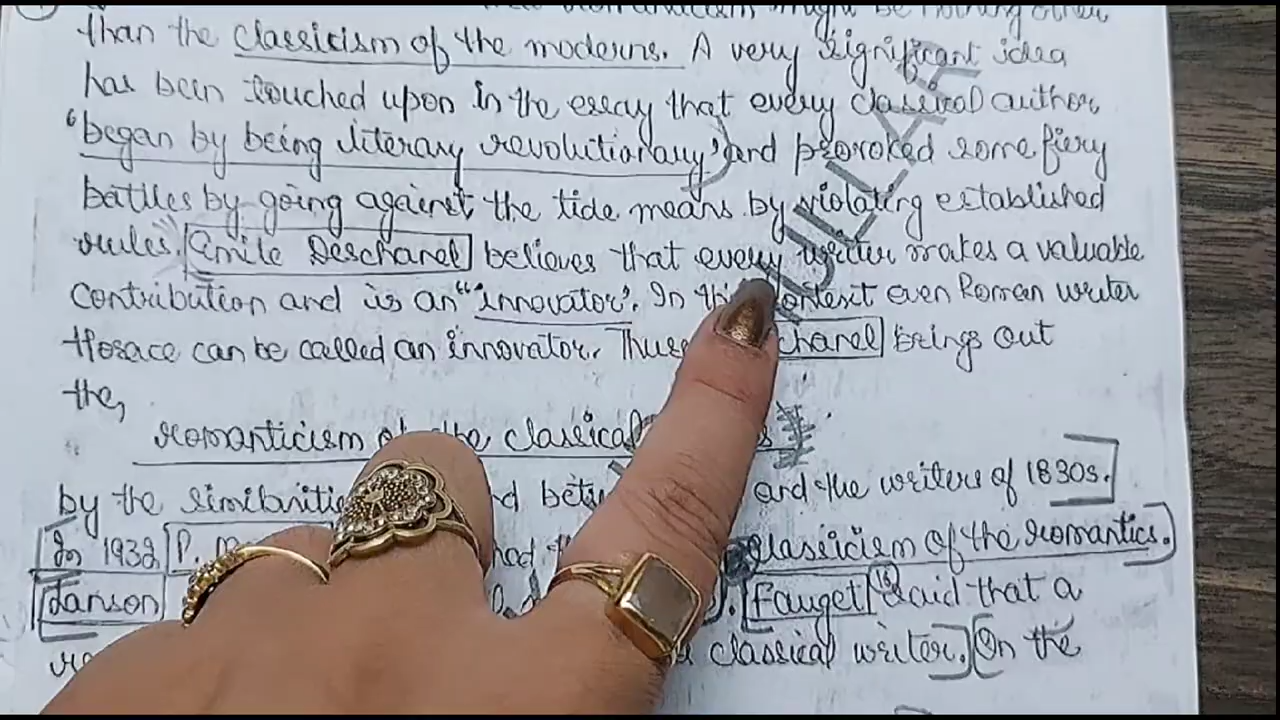 than the classicism of the moderns. A very significant idea
has been touched upon in the essay that every classical author
'began by being literary revolutionary' and provoked some fiery
battles by going against the tide means by violating established
rules. Emile Deschanel believes that every writer makes a valuable
contribution and is an "innovator'. In this context even Roman writer
Horace can be called an innovator. Thus chanel brings out
the,
romanticism of the classical
by the and the writers of 1830s.
In 1932 P. classicism of the romantics.
Lanson Fauget 16 said that a
classical writer. On the